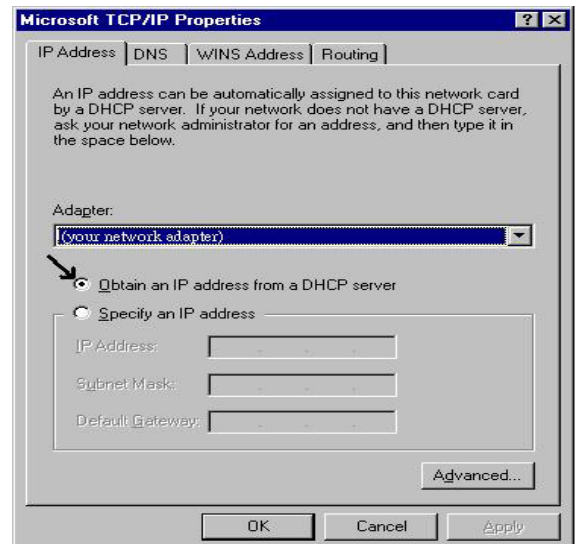 Microsoft TCP/IP Properties
IP Address DNS WINS Address Routing
An IP address can be automatically assigned to this network card
by a DHCP server. If your network does not have a DHCP server,
ask your network administrator for an address, and then type it in
the space below.
Adapter:
(your network adapter)
Obtain an IP address from a DHCP server
Specify an IP address
IP Address:
Subnet Mask:
Default Gateway:
Advanced...
OK Cancel Apply